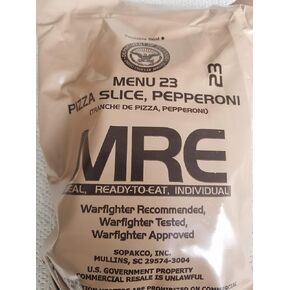 MENU 23
23
PIZZA SLICE, PEPPERONI
(TRANCHE DE PIZZA, PEPPERONI)
MRE
EAL, READY-TO-EAT, INDIVIDUAL
Warfighter Recommended,
Warfighter Tested,
Warfighter Approved
SOPAKCO, INC.
MULLINS, SC 29574-3004
U.S. GOVERNMENT PROPERTY
COMMERCIAL RESALE IS UNLAWFUL